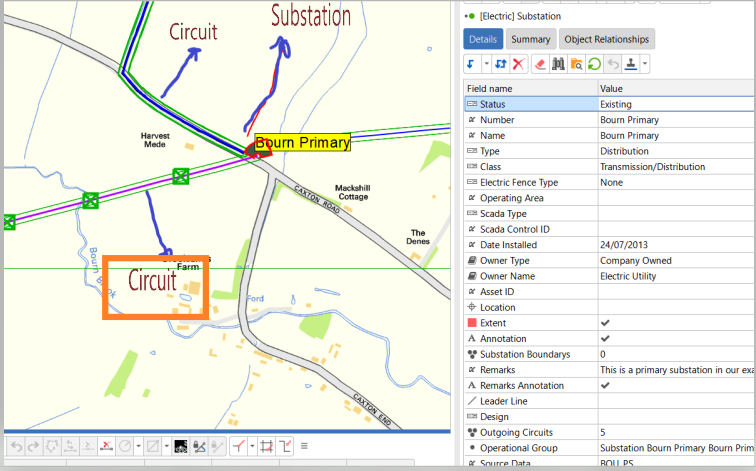 Circuit
Substation
Harvest
Mede
Bourn Primary
CAXTON ROAD
Mackshill
Cottage
The
Denes
Bourn
Farm
Circuit
Ford
CAXTON END
[Electric] Substation
Details Summary Object Relationships
Field name Value
Status Existing
Number Bourn Primary
Name Bourn Primary
Type Distribution
Class Transmission/Distribution
Electric Fence Type None
Operating Area
Scada Type
Scada Control ID
Date Installed 24/07/2013
Owner Type Company Owned
Owner Name Electric Utility
Asset ID
Location
Extent
Annotation
Substation Boundarys 0
Remarks This is a primary substation in our exa
Remarks Annotation
Leader Line
Design
Outgoing Circuits 5
Operational Group Substation Bourn Primary Bourn Prim
Source Data BOU_PS